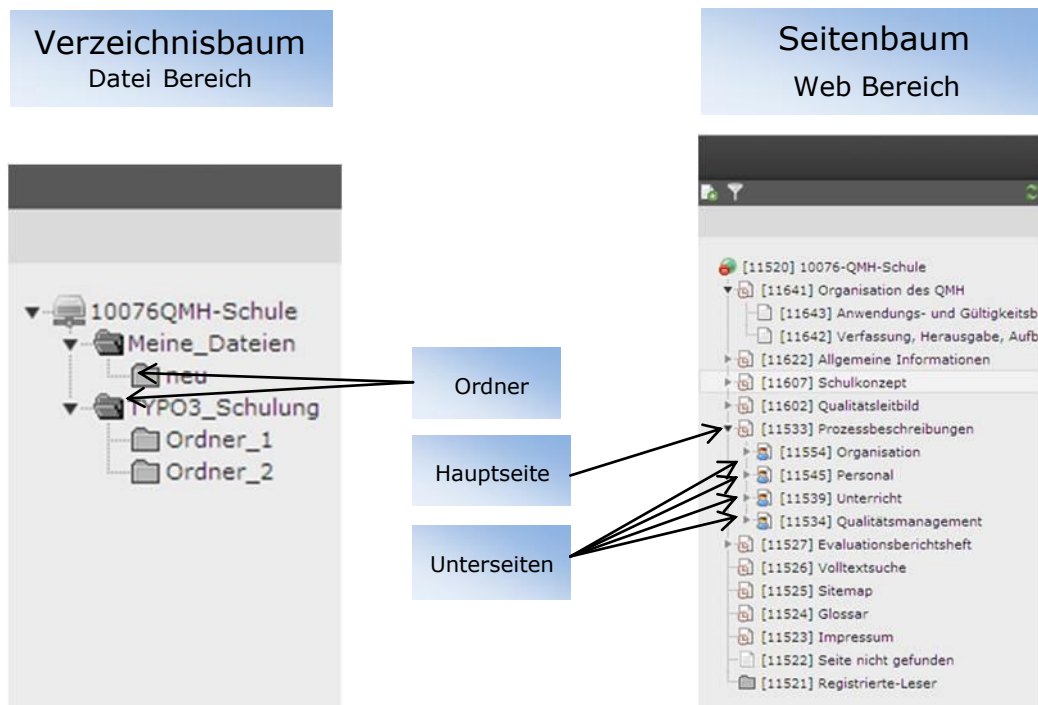 Verzeichnisbaum
Datei Bereich
10076QMH-Schule
Meine_Dateien
neu
TYPO3_Schulung
Ordner_1
Ordner_2
Ordner
Hauptseite
Unterseiten
Seitenbaum
Web Bereich
[11520] 10076-QMH-Schule
[11641] Organisation des QMH
[11643] Anwendungs- und Gültigkeitsb
[11642] Verfassung, Herausgabe, Aufb
[11622] Allgemeine Informationen
[11607] Schulkonzept
[11602] Qualitätsleitbild
[11533] Prozessbeschreibungen
[11554] Organisation
[11545] Personal
[11539] Unterricht
[11534] Qualitätsmanagement
[11527] Evaluationsberichtsheft
[11526] Volltextsuche
[11525] Sitemap
[11524] Glossar
[11523] Impressum
[11522] Seite nicht gefunden
[11521] Registrierte-Leser